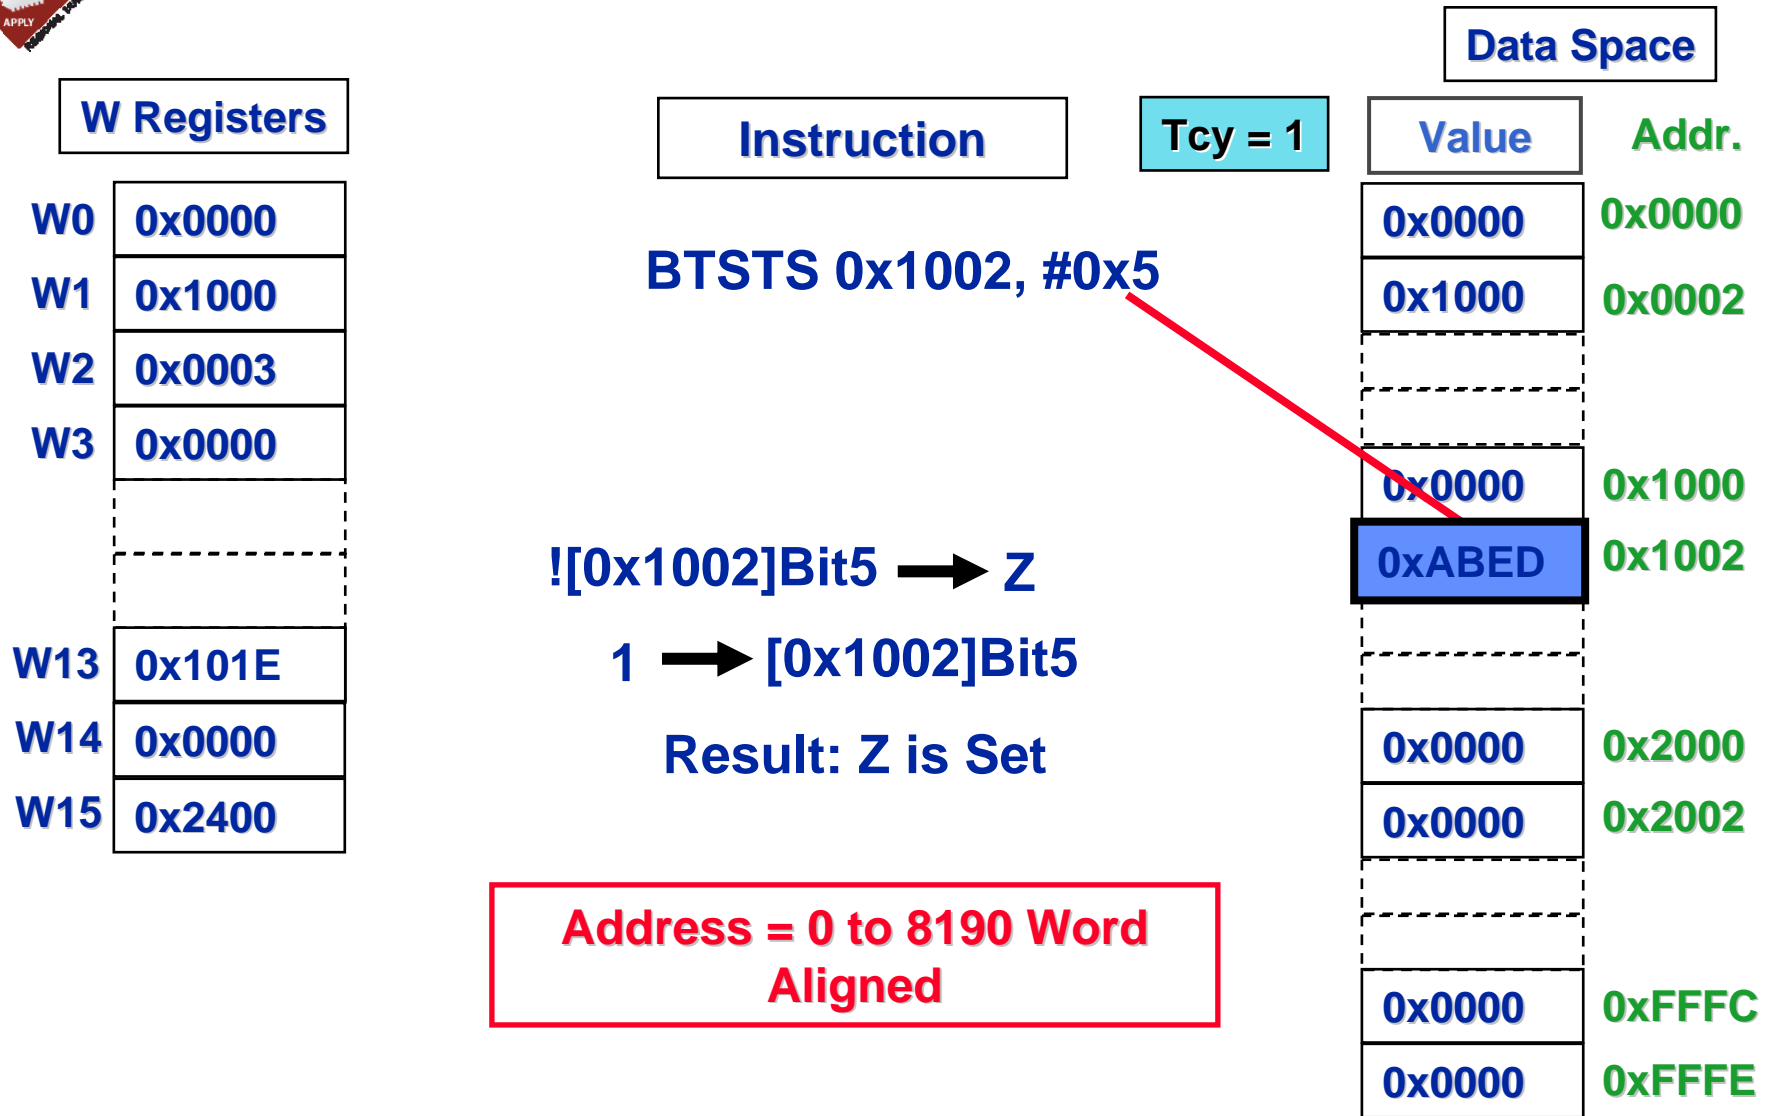 APPLY
Data Space
W Registers
Instruction
Tcy = 1
Value
Addr.
W0 0x0000
W1 0x1000
W2 0x0003
W3 0x0000
W13 0x101E
W14 0x0000
W15 0x2400
BTSTS 0x1002, #0x5
![0x1002]Bit5 Z
1 [0x1002]Bit5
Result: Z is Set
Address = 0 to 8190 Word
Aligned
0x0000 0x0000
0x1000 0x0002
0x0000 0x1000
0xABED 0x1002
0x0000 0x2000
0x0000 0x2002
0x0000 0xFFFC
0x0000 0xFFFE